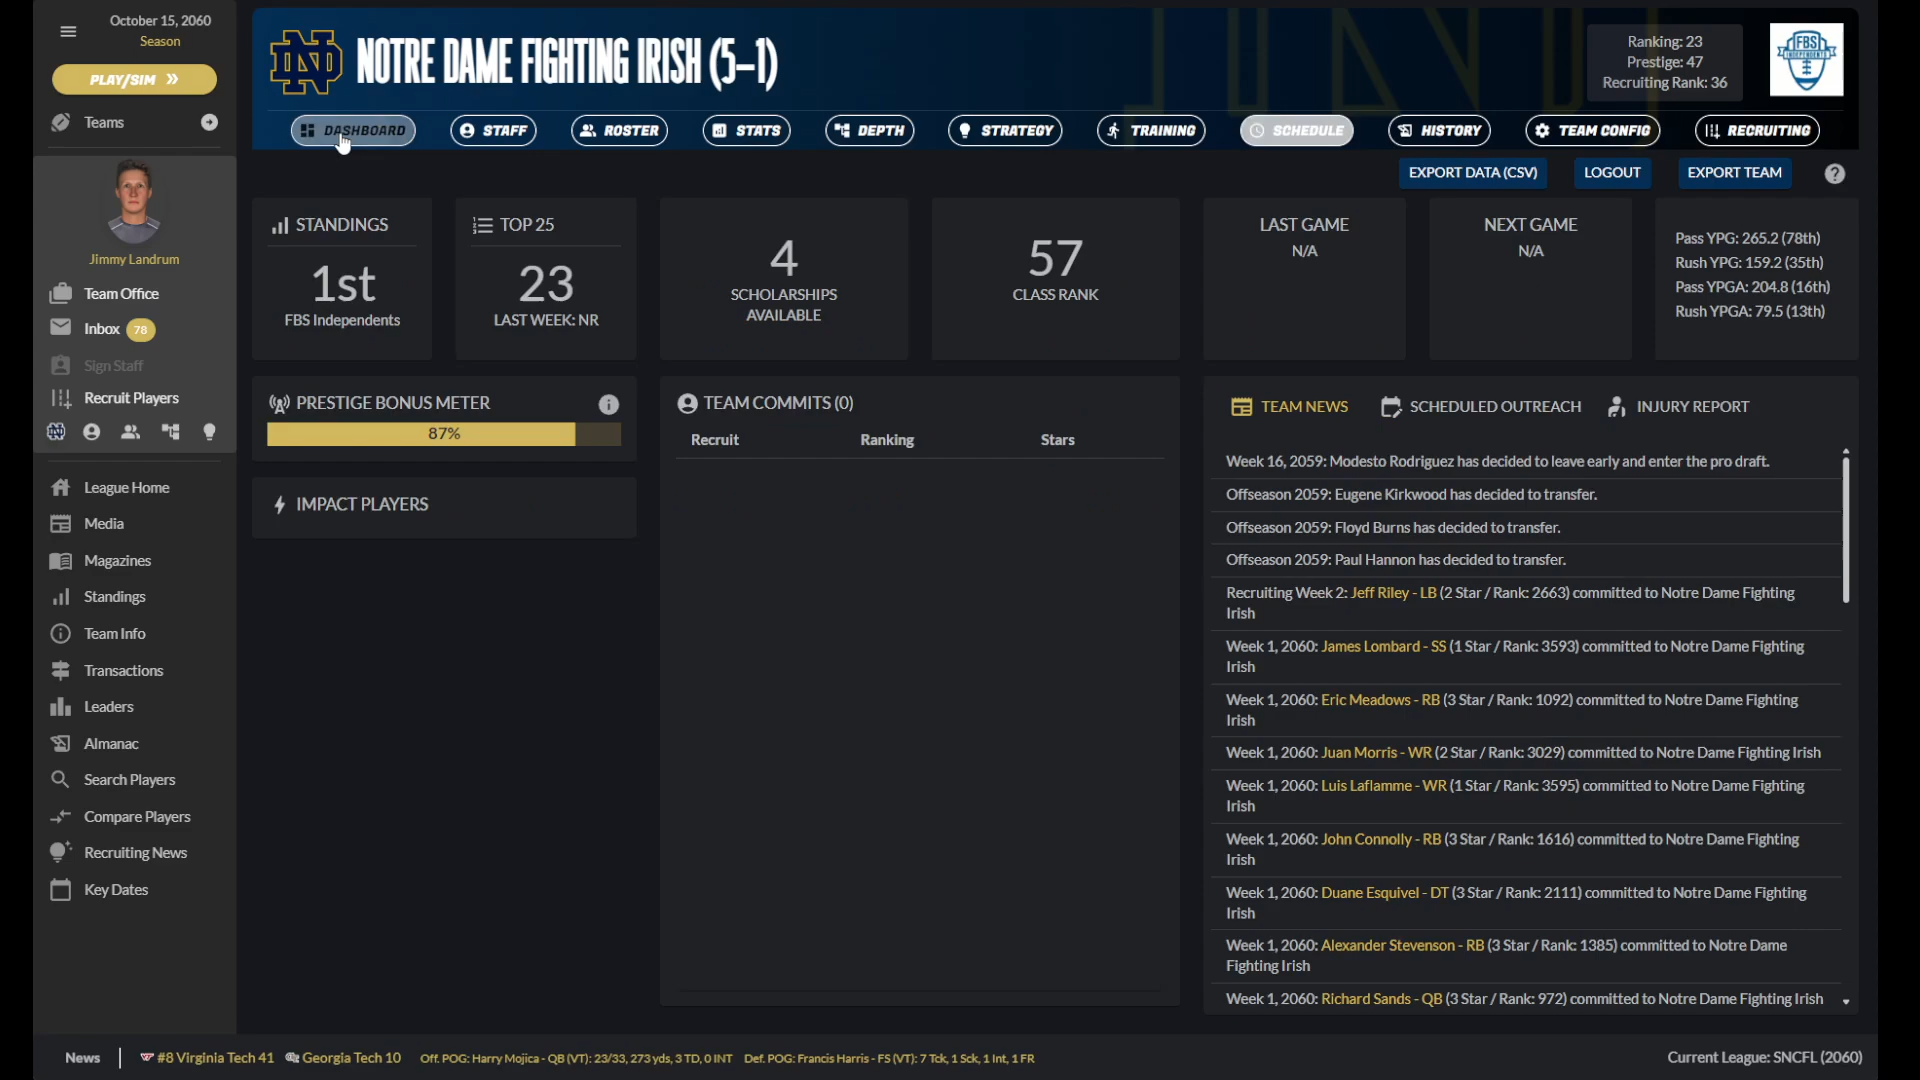 October 15, 2060
Season
PLAY/SIM
Teams
Jimmy Landrum
Team Office
Inbox 78
Sign Staff
Recruit Players
League Home
Media
Magazines
Standings
Team Info
Transactions
Leaders
Almanac
Search Players
Compare Players
Recruiting News
Key Dates
NOTRE DAME FIGHTING IRISH (5-1)
Ranking: 23
Prestige: 47
Recruiting Rank: 36
FBS
INDEPENDENTS
DASHBOARD
STAFF
ROSTER
STATS
DEPTH
STRATEGY
TRAINING
SCHEDULE
HISTORY
TEAM CONFIG
RECRUITING
EXPORT DATA (CSV)
LOGOUT
EXPORT TEAM
STANDINGS
1st
FBS Independents
TOP 25
23
LAST WEEK: NR
4
SCHOLARSHIPS
AVAILABLE
57
CLASS RANK
LAST GAME
N/A
NEXT GAME
N/A
Pass YPG: 265.2 (78th)
Rush YPG: 159.2 (35th)
Pass YPGA: 204.8 (16th)
Rush YPGA: 79.5 (13th)
PRESTIGE BONUS METER
87%
IMPACT PLAYERS
TEAM COMMITS (0)
Recruit Ranking Stars
TEAM NEWS
SCHEDULED OUTREACH
INJURY REPORT
Week 16, 2059: Modesto Rodriguez has decided to leave early and enter the pro draft.
Offseason 2059: Eugene Kirkwood has decided to transfer.
Offseason 2059: Floyd Burns has decided to transfer.
Offseason 2059: Paul Hannon has decided to transfer.
Recruiting Week 2: Jeff Riley - LB (2 Star / Rank: 2663) committed to Notre Dame Fighting
Irish
Week 1, 2060: James Lombard - SS (1 Star / Rank: 3593) committed to Notre Dame Fighting
Irish
Week 1, 2060: Eric Meadows - RB (3 Star / Rank: 1092) committed to Notre Dame Fighting
Irish
Week 1, 2060: Juan Morris - WR (2 Star / Rank: 3029) committed to Notre Dame Fighting Irish
Week 1, 2060: Luis Laflamme - WR (1 Star / Rank: 3595) committed to Notre Dame Fighting
Irish
Week 1, 2060: John Connolly - RB (3 Star / Rank: 1616) committed to Notre Dame Fighting
Irish
Week 1, 2060: Duane Esquivel - DT (3 Star / Rank: 2111) committed to Notre Dame Fighting
Irish
Week 1, 2060: Alexander Stevenson - RB (3 Star / Rank: 1385) committed to Notre Dame
Fighting Irish
Week 1, 2060: Richard Sands - QB (3 Star / Rank: 972) committed to Notre Dame Fighting Irish
News
#8 Virginia Tech 41 Georgia Tech 10 Off. POG: Harry Mojica - QB (VT): 23/33, 273 yds, 3 TD, 0 INT Def. POG: Francis Harris - FS (VT): 7 Tck, 1 Sck, 1 Int, 1 FR
Current League: SNCFL (2060)